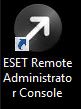 ESET Remote
Administrato
r Console